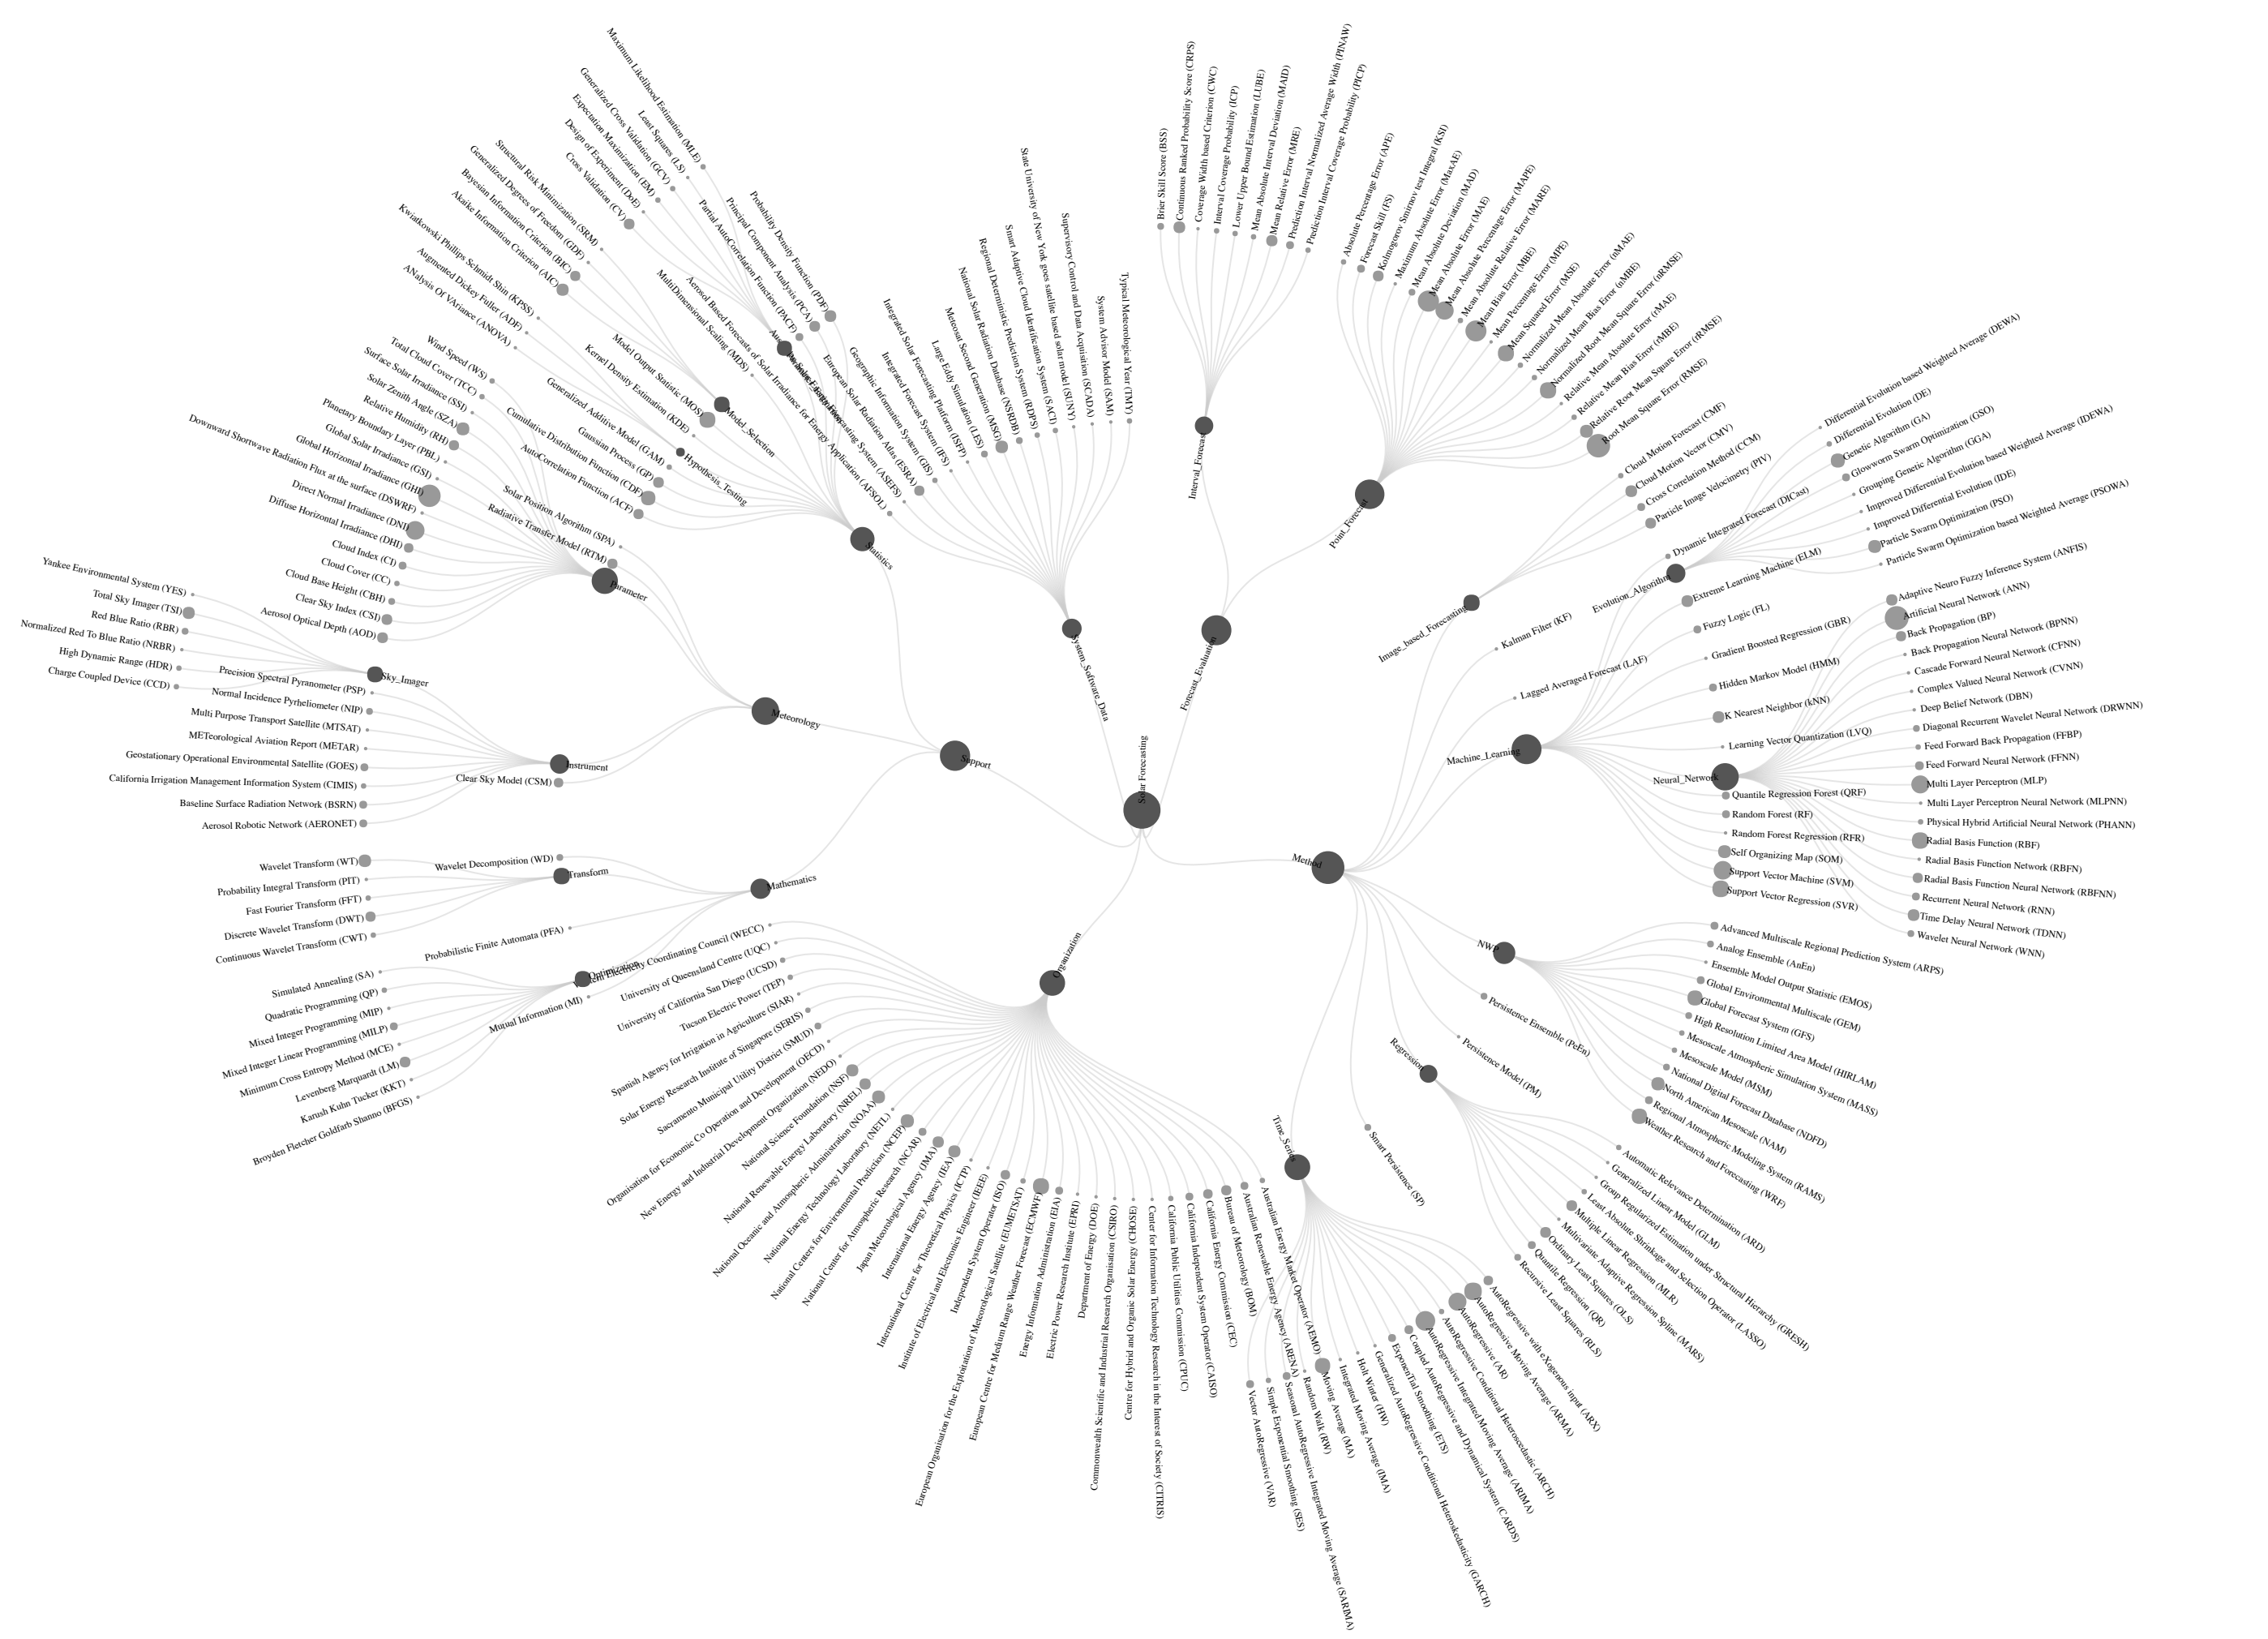 Solar Forecasting
Forecast_Evaluation
Interval_Forecast
Brier Skill Score (BSS)
Continuous Ranked Probability Score (CRPS)
Coverage Width based Criterion (CWC)
Interval Coverage Probability (ICP)
Lower Upper Bound Estimation (LUBE)
Mean Absolute Interval Deviation (MAID)
Mean Relative Error (MRE)
Prediction Interval Normalized Average Width (PINAW)
Prediction Interval Coverage Probability (PICP)
Point_Forecast
Absolute Percentage Error (APE)
Forecast Skill (FS)
Kolmogorov Smirnov test Integral (KSI)
Maximum Absolute Error (MaxAE)
Mean Absolute Deviation (MAD)
Mean Absolute Error (MAE)
Mean Absolute Percentage Error (MAPE)
Mean Absolute Relative Error (MARE)
Mean Bias Error (MBE)
Mean Percentage Error (MPE)
Mean Squared Error (MSE)
Normalized Mean Absolute Error (nMAE)
Normalized Mean Bias Error (nMBE)
Normalized Root Mean Square Error (nRMSE)
Relative Mean Absolute Error (rMAE)
Relative Mean Bias Error (rMBE)
Relative Root Mean Square Error (rRMSE)
Root Mean Square Error (RMSE)
Method
Image_based_Forecasting
Cloud Motion Forecast (CMF)
Cloud Motion Vector (CMV)
Cross Correlation Method (CCM)
Particle Image Velocimetry (PIV)
Kalman Filter (KF)
Lagged Averaged Forecast (LAF)
Machine_Learning
Dynamic Integrated Forecast (DICast)
Evolution_Algorithm
Differential Evolution based Weighted Average (DEWA)
Differential Evolution (DE)
Genetic Algorithm (GA)
Glowworm Swarm Optimization (GSO)
Grouping Genetic Algorithm (GGA)
Improved Differential Evolution based Weighted Average (IDEWA)
Improved Differential Evolution (IDE)
Particle Swarm Optimization (PSO)
Particle Swarm Optimization based Weighted Average (PSOWA)
Extreme Learning Machine (ELM)
Fuzzy Logic (FL)
Gradient Boosted Regression (GBR)
Hidden Markov Model (HMM)
K Nearest Neighbor (kNN)
Learning Vector Quantization (LVQ)
Neural_Network
Adaptive Neuro Fuzzy Inference System (ANFIS)
Artificial Neural Network (ANN)
Back Propagation (BP)
Back Propagation Neural Network (BPNN)
Cascade Forward Neural Network (CFNN)
Complex Valued Neural Network (CVNN)
Deep Belief Network (DBN)
Diagonal Recurrent Wavelet Neural Network (DRWNN)
Feed Forward Back Propagation (FFBP)
Feed Forward Neural Network (FFNN)
Multi Layer Perceptron (MLP)
Multi Layer Perceptron Neural Network (MLPNN)
Physical Hybrid Artificial Neural Network (PHANN)
Radial Basis Function (RBF)
Radial Basis Function Network (RBFN)
Radial Basis Function Neural Network (RBFNN)
Recurrent Neural Network (RNN)
Time Delay Neural Network (TDNN)
Wavelet Neural Network (WNN)
Quantile Regression Forest (QRF)
Random Forest (RF)
Random Forest Regression (RFR)
Self Organizing Map (SOM)
Support Vector Machine (SVM)
Support Vector Regression (SVR)
NWP
Advanced Multiscale Regional Prediction System (ARPS)
Analog Ensemble (AnEn)
Ensemble Model Output Statistic (EMOS)
Global Environmental Multiscale (GEM)
Global Forecast System (GFS)
High Resolution Limited Area Model (HIRLAM)
Mesoscale Atmospheric Simulation System (MASS)
Mesoscale Model (MSM)
National Digital Forecast Database (NDFD)
North American Mesoscale (NAM)
Regional Atmospheric Modeling System (RAMS)
Weather Research and Forecasting (WRF)
Persistence Ensemble (PeEn)
Persistence Model (PM)
Regression
Automatic Relevance Determination (ARD)
Generalized Linear Model (GLM)
Group Regularized Estimation under Structural Hierarchy (GRESH)
Least Absolute Shrinkage and Selection Operator (LASSO)
Multiple Linear Regression (MLR)
Multivariate Adaptive Regression Spline (MARS)
Ordinary Least Squares (OLS)
Quantile Regression (QR)
Recursive Least Squares (RLS)
Smart Persistence (SP)
Time_Series
AutoRegressive with eXogenous input (ARX)
AutoRegressive Moving Average (ARMA)
AutoRegressive (AR)
AutoRegressive Conditional Heteroscedastic (ARCH)
AutoRegressive Integrated Moving Average (ARIMA)
Coupled AutoRegressive and Dynamical System (CARDS)
ExponenTial Smoothing (ETS)
Generalized AutoRegressive Conditional Heteroskedasticity (GARCH)
Holt Winter (HW)
Integrated Moving Average (IMA)
Moving Average (MA)
Random Walk (RW)
Seasonal AutoRegressive Integrated Moving Average (SARIMA)
Simple Exponential Smoothing (SES)
Vector AutoRegressive (VAR)
Organization
Australian Energy Market Operator (AEMO)
Australian Renewable Energy Agency (ARENA)
Bureau of Meteorology (BOM)
California Energy Commission (CEC)
California Independent System Operator (CAISO)
California Public Utilities Commission (CPUC)
Center for Information Technology Research in the Interest of Society (CITRIS)
Centre for Hybrid and Organic Solar Energy (CHOSE)
Commonwealth Scientific and Industrial Research Organisation (CSIRO)
Department of Energy (DOE)
Electric Power Research Institute (EPRI)
Energy Information Administration (EIA)
European Centre for Medium Range Weather Forecast (ECMWF)
European Organisation for the Exploitation of Meteorological Satellite (EUMETSAT)
Independent System Operator (ISO)
Institute of Electrical and Electronics Engineer (IEEE)
International Centre for Theoretical Physics (ICTP)
International Energy Agency (IEA)
Japan Meteorological Agency (JMA)
National Center for Atmospheric Research (NCAR)
National Centers for Environmental Prediction (NCEP)
National Energy Technology Laboratory (NETL)
National Oceanic and Atmospheric Administration (NOAA)
National Renewable Energy Laboratory (NREL)
National Science Foundation (NSF)
New Energy and Industrial Development Organization (NEDO)
Organisation for Economic Co Operation and Development (OECD)
Sacramento Municipal Utility District (SMUD)
Solar Energy Research Institute of Singapore (SERIS)
Spanish Agency for Irrigation in Agriculture (SIAR)
Tucson Electric Power (TEP)
University of California San Diego (UCSD)
University of Queensland Centre (UQC)
Electricity Coordinating Council (WECC)
Support
Mathematics
Mutual Information (MI)
Optimization
Broyden Fletcher Goldfarb Shanno (BFGS)
Karush Kuhn Tucker (KKT)
Levenberg Marquardt (LM)
Minimum Cross Entropy Method (MCE)
Mixed Integer Linear Programming (MILP)
Mixed Integer Programming (MIP)
Quadratic Programming (QP)
Simulated Annealing (SA)
Probabilistic Finite Automata (PFA)
Transform
Continuous Wavelet Transform (CWT)
Discrete Wavelet Transform (DWT)
Fast Fourier Transform (FFT)
Probability Integral Transform (PIT)
Wavelet Transform (WT)
Wavelet Decomposition (WD)
Meteorology
Clear Sky Model (CSM)
Instrument
Aerosol Robotic Network (AERONET)
Baseline Surface Radiation Network (BSRN)
California Irrigation Management Information System (CIMIS)
Geostationary Operational Environmental Satellite (GOES)
METeorological Aviation Report (METAR)
Multi Purpose Transport Satellite (MTSAT)
Normal Incidence Pyrheliometer (NIP)
Precision Spectral Pyranometer (PSP)
Sky_Imager
Charge Coupled Device (CCD)
High Dynamic Range (HDR)
Normalized Red To Blue Ratio (NRBR)
Red Blue Ratio (RBR)
Total Sky Imager (TSI)
Yankee Environmental System (YES)
Parameter
Aerosol Optical Depth (AOD)
Clear Sky Index (CSI)
Cloud Base Height (CBH)
Cloud Cover (CC)
Cloud Index (CI)
Diffuse Horizontal Irradiance (DHI)
Direct Normal Irradiance (DNI)
Downward Shortwave Radiation Flux at the surface (DSWRF)
Global Horizontal Irradiance (GHI)
Global Solar Irradiance (GSI)
Planetary Boundary Layer (PBL)
Relative Humidity (RH)
Solar Zenith Angle (SZA)
Surface Solar Irradiance (SSI)
Total Cloud Cover (TCC)
Wind Speed (WS)
Radiative Transfer Model (RTM)
Solar Position Algorithm (SPA)
Statistics
AutoCorrelation Function (ACF)
Cumulative Distribution Function (CDF)
Gaussian Process (GP)
Generalized Additive Model (GAM)
Hypothesis_Testing
ANalysis Of VAriance (ANOVA)
Augmented Dickey Fuller (ADF)
Kwiatkowski Phillips Schmidt Shin (KPSS)
Kernel Density Estimation (KDE)
Model Output Statistic (MOS)
Model_Selection
Akaike Information Criterion (AIC)
Bayesian Information Criterion (BIC)
Generalized Degrees of Freedom (GDF)
Structural Risk Minimization (SRM)
MultiDimensional Scaling (MDS)
Cross Validation (CV)
Design of Experiment (DoE)
Expectation Maximization (EM)
Generalized Cross Validation (GCV)
Least Squares (LS)
Maximum Likelihood Estimation (MLE)
Partial AutoCorrelation Function (PACF)
Principal Component Analysis (PCA)
Probability Density Function (PDF)
System_Software_Data
Aerosol Based Forecasts of Solar Irradiance for Energy Application (AFSOL)
Solar Energy Forecasting System (ASEFS)
European Solar Radiation Atlas (ESRA)
Geographic Information System (GIS)
Integrated Forecast System (IFS)
Integrated Solar Forecasting Platform (ISFP)
Large Eddy Simulation (LES)
Meteosat Second Generation (MSG)
National Solar Radiation Database (NSRDB)
Regional Deterministic Prediction System (RDPS)
Smart Adaptive Cloud Identification System (SACI)
State University of New York goes satellite based solar model (SUNY)
Supervisory Control and Data Acquisition (SCADA)
System Advisor Model (SAM)
Typical Meteorological Year (TMY)